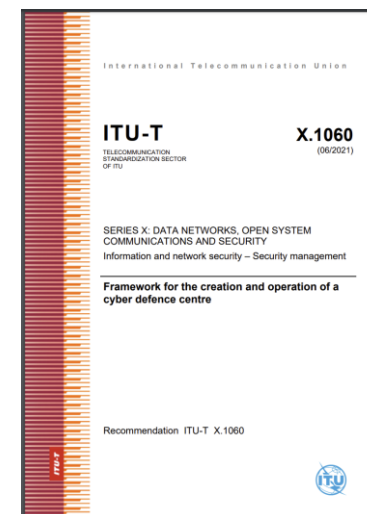 International Telecommunication Union
ITU-T
X.1060
TELECOMMUNICATION
(06/2021)
STANDARDIZATION SECTOR
OF ITU
SERIES X: DATA NETWORKS, OPEN SYSTEM
COMMUNICATIONS AND SECURITY
Information and network security – Security management
Framework for the creation and operation of a
cyber defence centre
Recommendation ITU-T X.1060
ITU-T
ITU